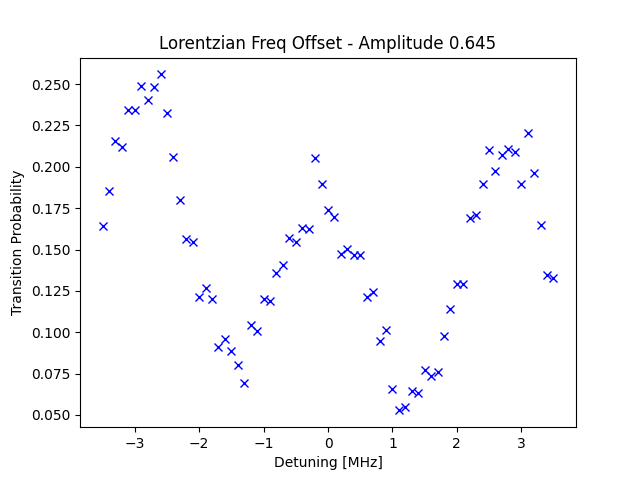 Lorentzian Freq Offset - Amplitude 0.645
Transition Probability
0.250
0.225
0.200
0.175
0.150
0.125
0.100
0.075
0.050
−3 −2 −1 0 1 2 3
Detuning [MHz]